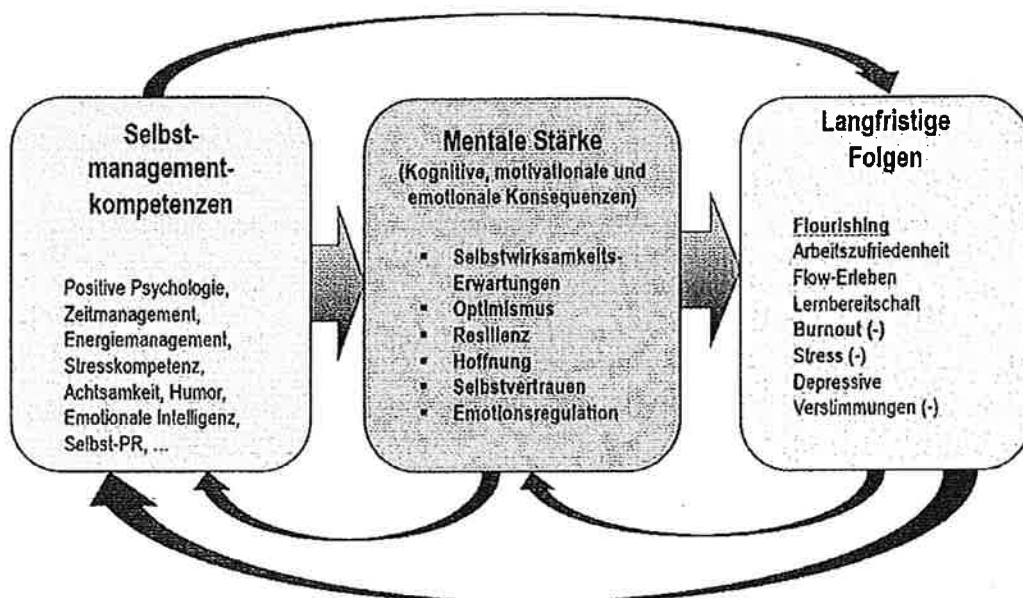 Selbst-
management-
kompetenzen
Positive Psychologie,
Zeitmanagement,
Energiemanagement,
Stresskompetenz,
Achtsamkeit, Humor,
Emotionale Intelligenz,
Selbst-PR, ...
Mentale Stärke
(Kognitive, motivationale und
emotionale Konsequenzen)
▪ Selbstwirksamkeits-
Erwartungen
▪ Optimismus
▪ Resilienz
▪ Hoffnung
▪ Selbstvertrauen
▪ Emotionsregulation
Langfristige
Folgen
Flourishing
Arbeitszufriedenheit
Flow-Erleben
Lernbereitschaft
Burnout (-)
Stress (-)
Depressive
Verstimmungen (-)